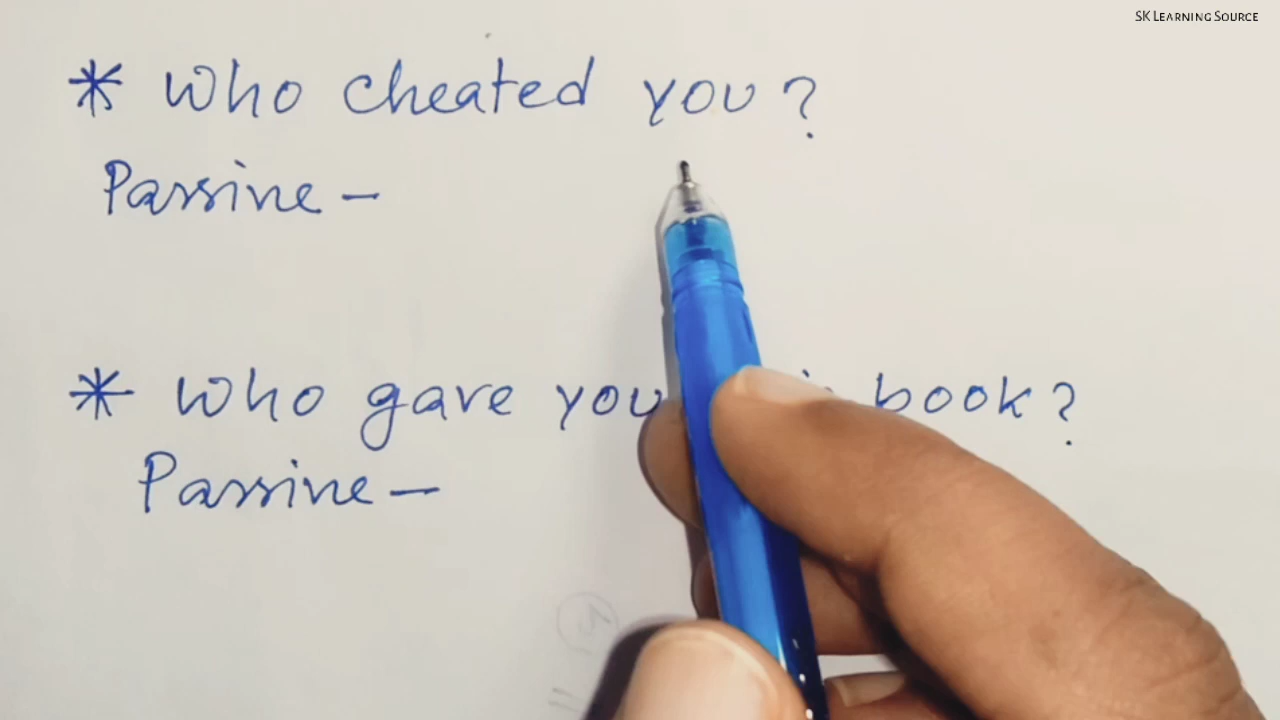 SK Learning Source
* Who cheated you?
Passive -
* Who gave you book?
Passive -